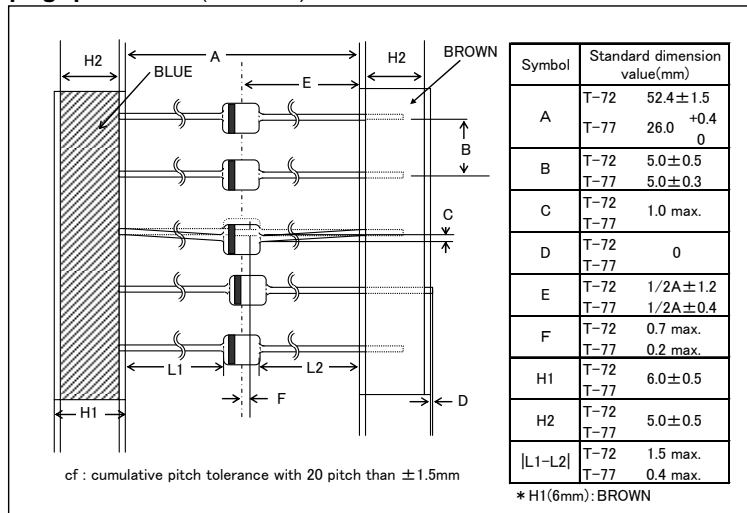 H2
A
H2
BROWN
BLUE
E
B
C
L1
L2
F
D
H1
cf : cumulative pitch tolerance with 20 pitch than ±1.5mm
Symbol Standard dimension
value(mm)
A T-72 52.4±1.5
T-77 26.0 +0.4
0
B T-72 5.0±0.5
T-77 5.0±0.3
C T-72 1.0 max.
T-77
D T-72 0
T-77
E T-72 1/2A±1.2
T-77 1/2A±0.4
F T-72 0.7 max.
T-77 0.2 max.
H1 T-72 6.0±0.5
T-77
H2 T-72 5.0±0.5
T-77
|L1-L2| T-72 1.5 max.
T-77 0.4 max.
* H1(6mm): BROWN